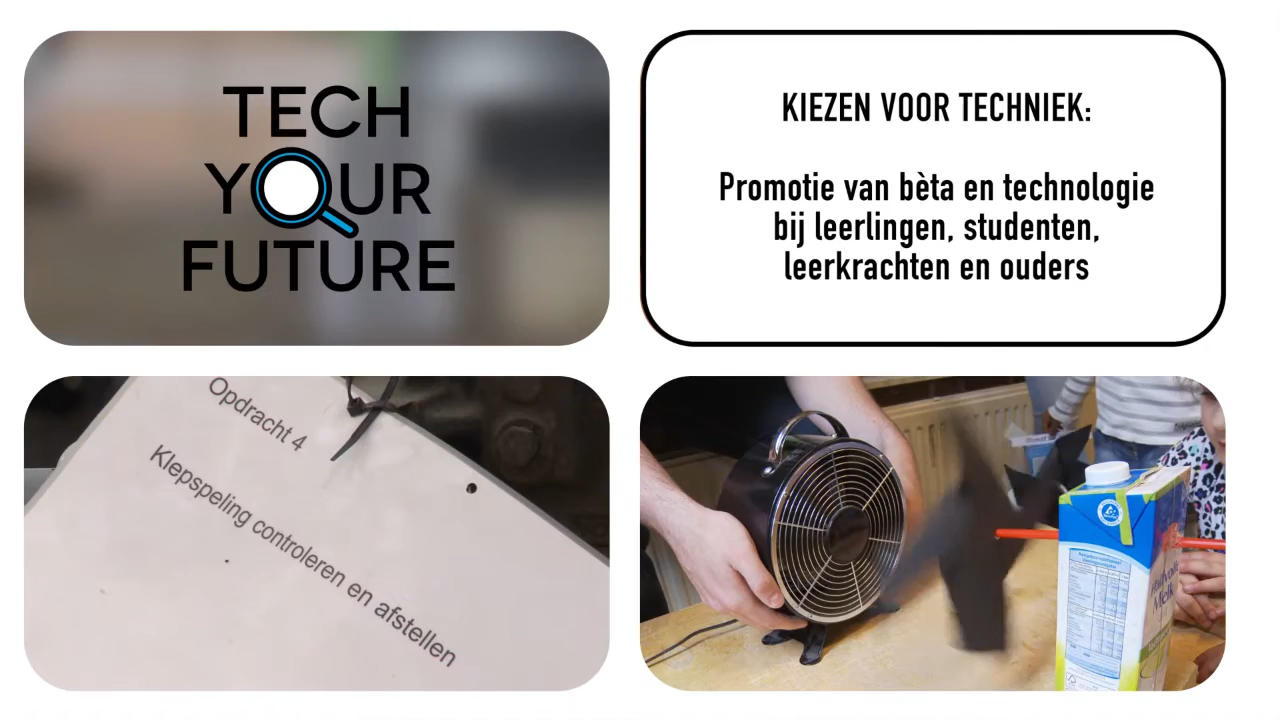 TECH
YOUR
FUTURE
KIEZEN VOOR TECHNIEK:
Promotie van bèta en technologie
bij leerlingen, studenten,
leerkrachten en ouders
Opdracht 4
Klepspeling controleren en afstellen
Melk